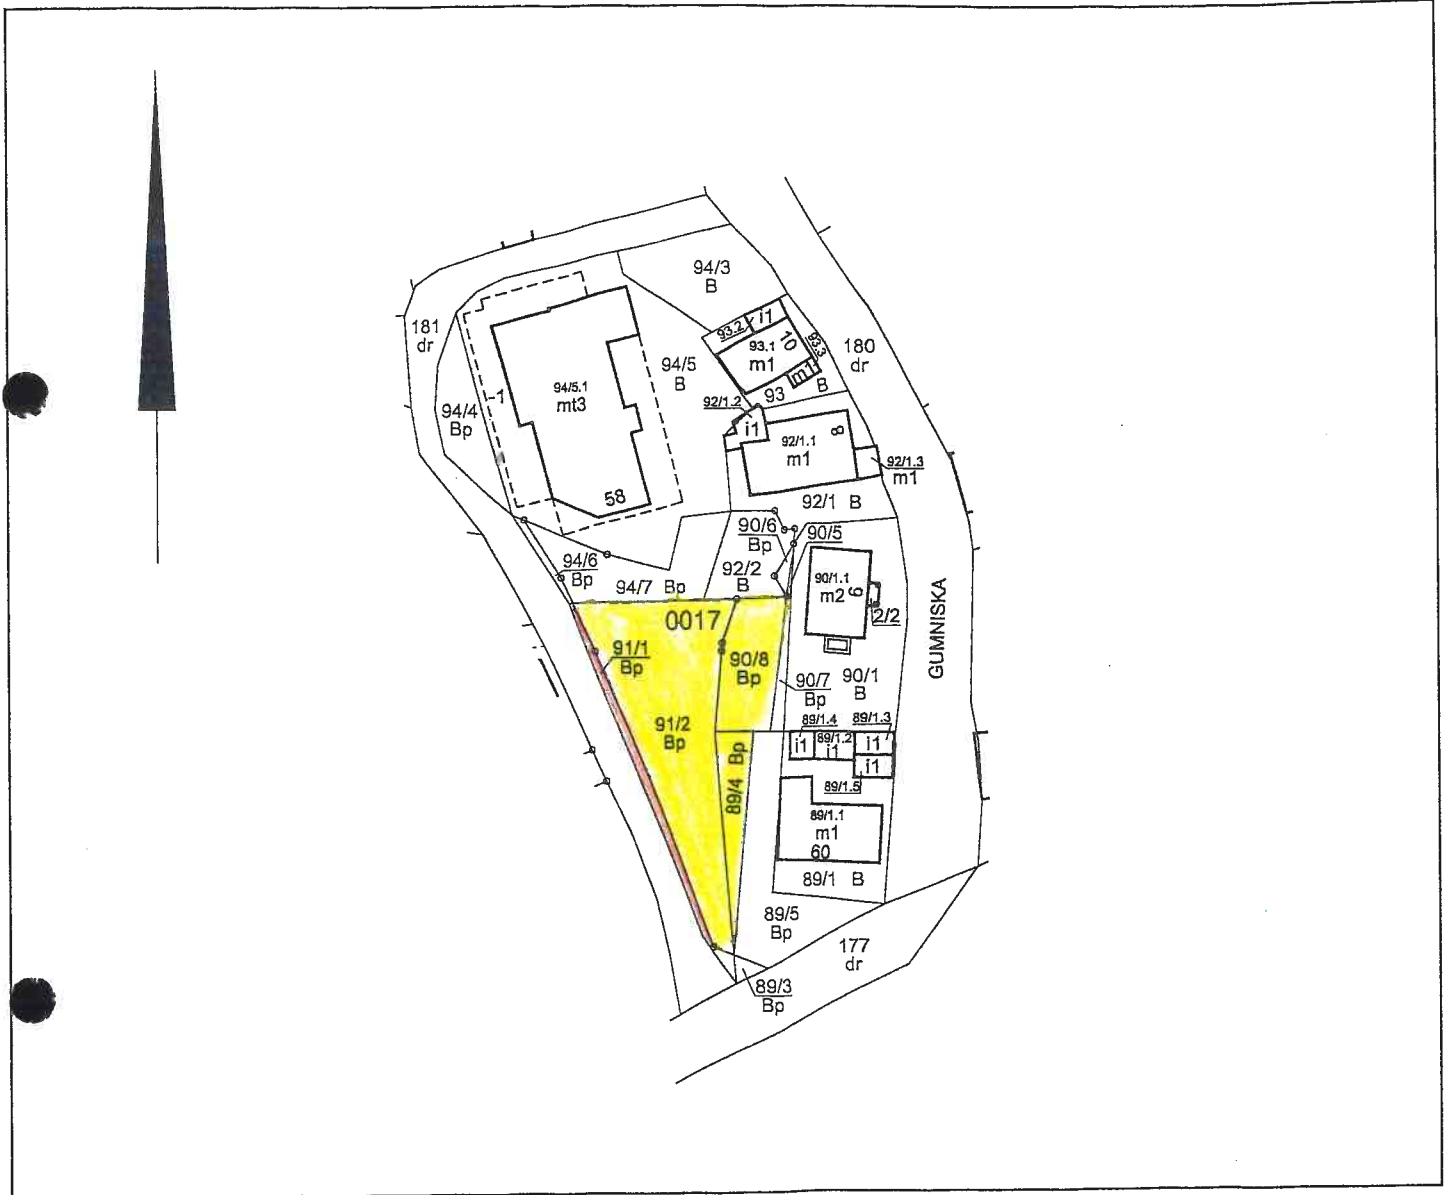 94/3
B
181
dr
93.2
i1
10
93.1
m1
93.3
m1
180
dr
94/5
B
93
B
94/5.1
mt3
-1
94/4
Bp
92/1.2
i1
8
92/1.1
m1
92/1.3
m1
58
92/1 B
90/6
Bp
90/5
94/6
Bp
92/2
B
94/7 Bp
90/1.1
m2
6
2/2
0017
GUMNISKA
91/1
Bp
90/8
Bp
90/7
Bp
90/1
B
91/2
Bp
89/1.4
89/1.3
i1
89/1.2
i1
i1
i1
89/1.5
89/4 Bp
89/1.1
m1
60
89/1 B
89/5
Bp
177
dr
89/3
Bp